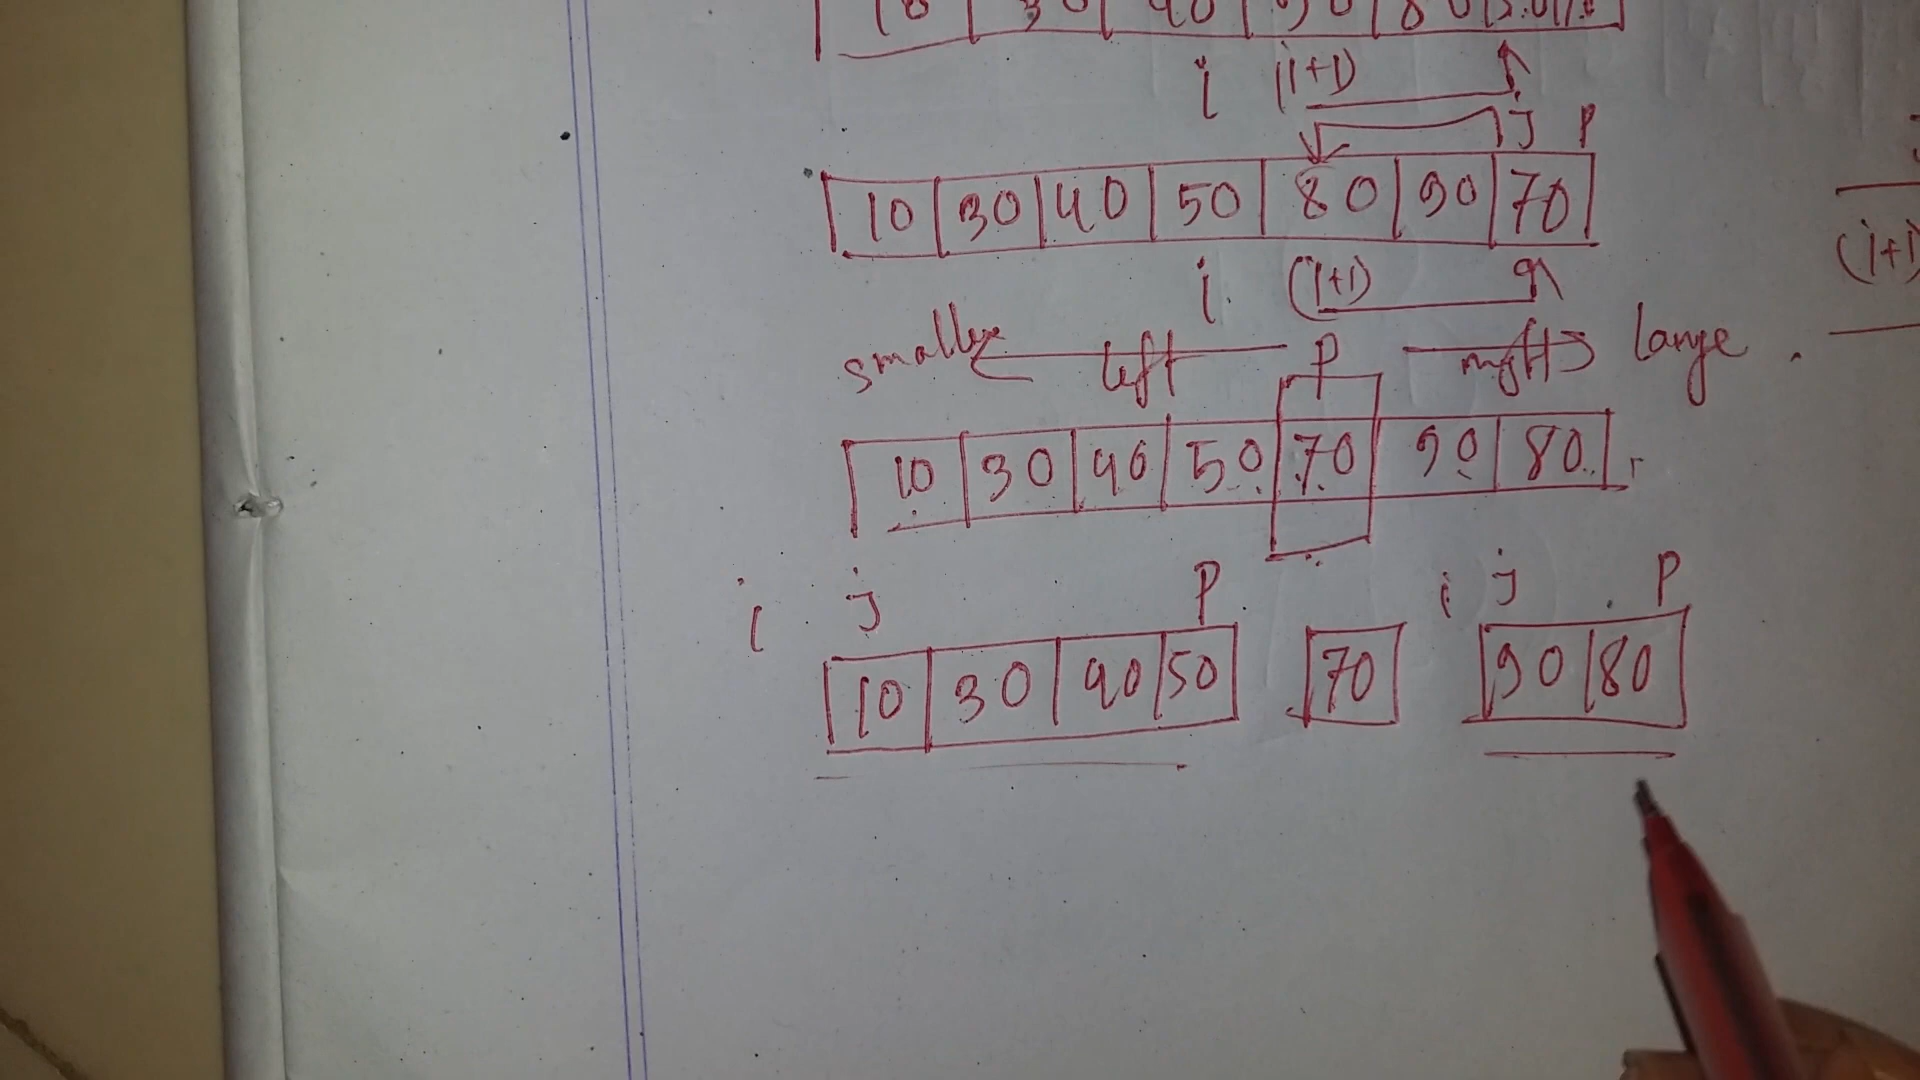 i (i+1)
j P
10 30 40 50 80 90 70
i (i+1)
smaller left P right large
10 30 40 50 70 90 80
i j P i j P
10 30 40 50 70 90 80
(i+1)